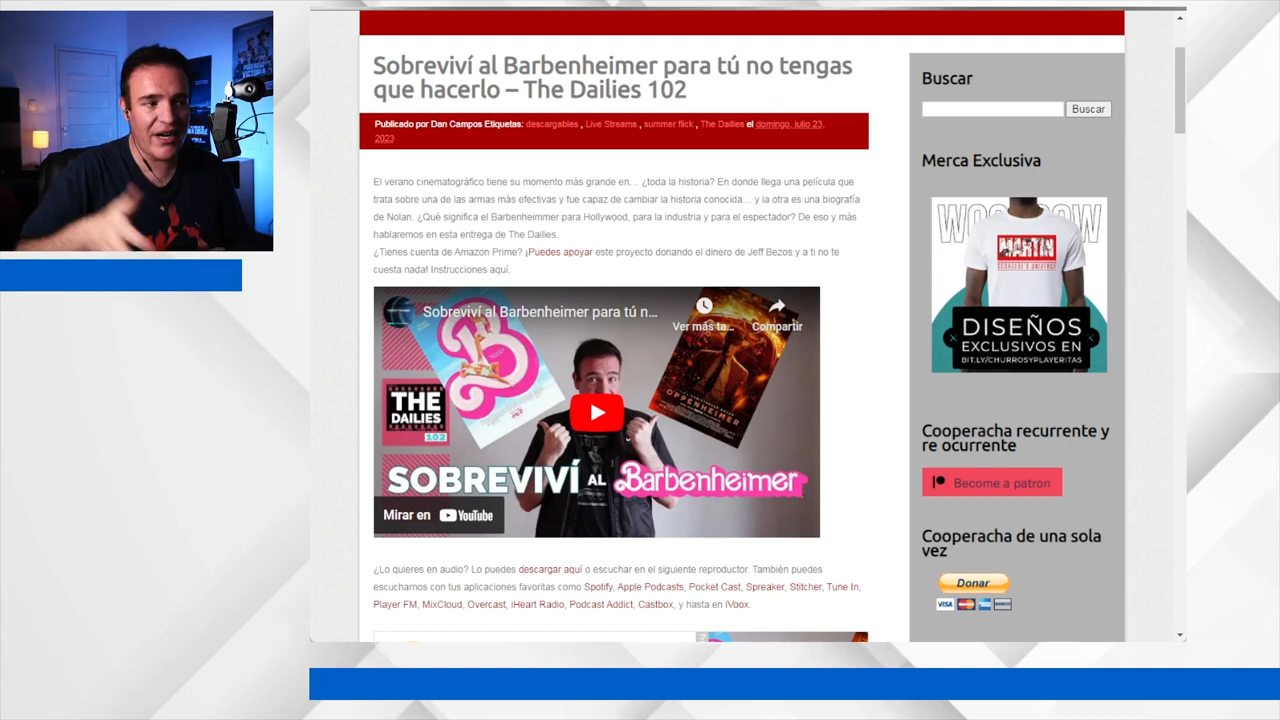 Sobreviví al Barbenheimer para tú no tengas
que hacerlo – The Dailies 102
Publicado por Dan Campos Etiquetas: descargables , Live Streams , summer flick , The Dailies el domingo, julio 23,
2023
El verano cinematográfico tiene su momento más grande en… ¿toda la historia? En donde llega una película que
trata sobre una de las armas más efectivas y fue capaz de cambiar la historia conocida… y la otra es una biografía
de Nolan. ¿Qué significa el Barbenheimmer para Hollywood, para la industria y para el espectador? De eso y más
hablaremos en esta entrega de The Dailies.
¿Tienes cuenta de Amazon Prime? ¡Puedes apoyar este proyecto donando el dinero de Jeff Bezos y a ti no te
cuesta nada! Instrucciones aquí.
Sobreviví al Barbenheimer para tú n...
Ver más ta...
Compartir
B
OPPENHEIMER
THE
DAILIES
102
SOBREVIVÍ AL Barbenheimer
Mirar en YouTube
¿Lo quieres en audio? Lo puedes descargar aquí o escuchar en el siguiente reproductor. También puedes
escucharnos con tus aplicaciones favoritas como Spotify, Apple Podcasts, Pocket Cast, Spreaker, Stitcher, Tune In,
Player FM, MixCloud, Overcast, iHeart Radio, Podcast Addict, Castbox, y hasta en iVoox.
Buscar
Buscar
Merca Exclusiva
MARTIN
DISEÑOS
EXCLUSIVOS EN
BIT.LY/CHURROSYPLAYERITAS
Cooperacha recurrente y
re ocurrente
Become a patron
Cooperacha de una sola
vez
Donar
VISA